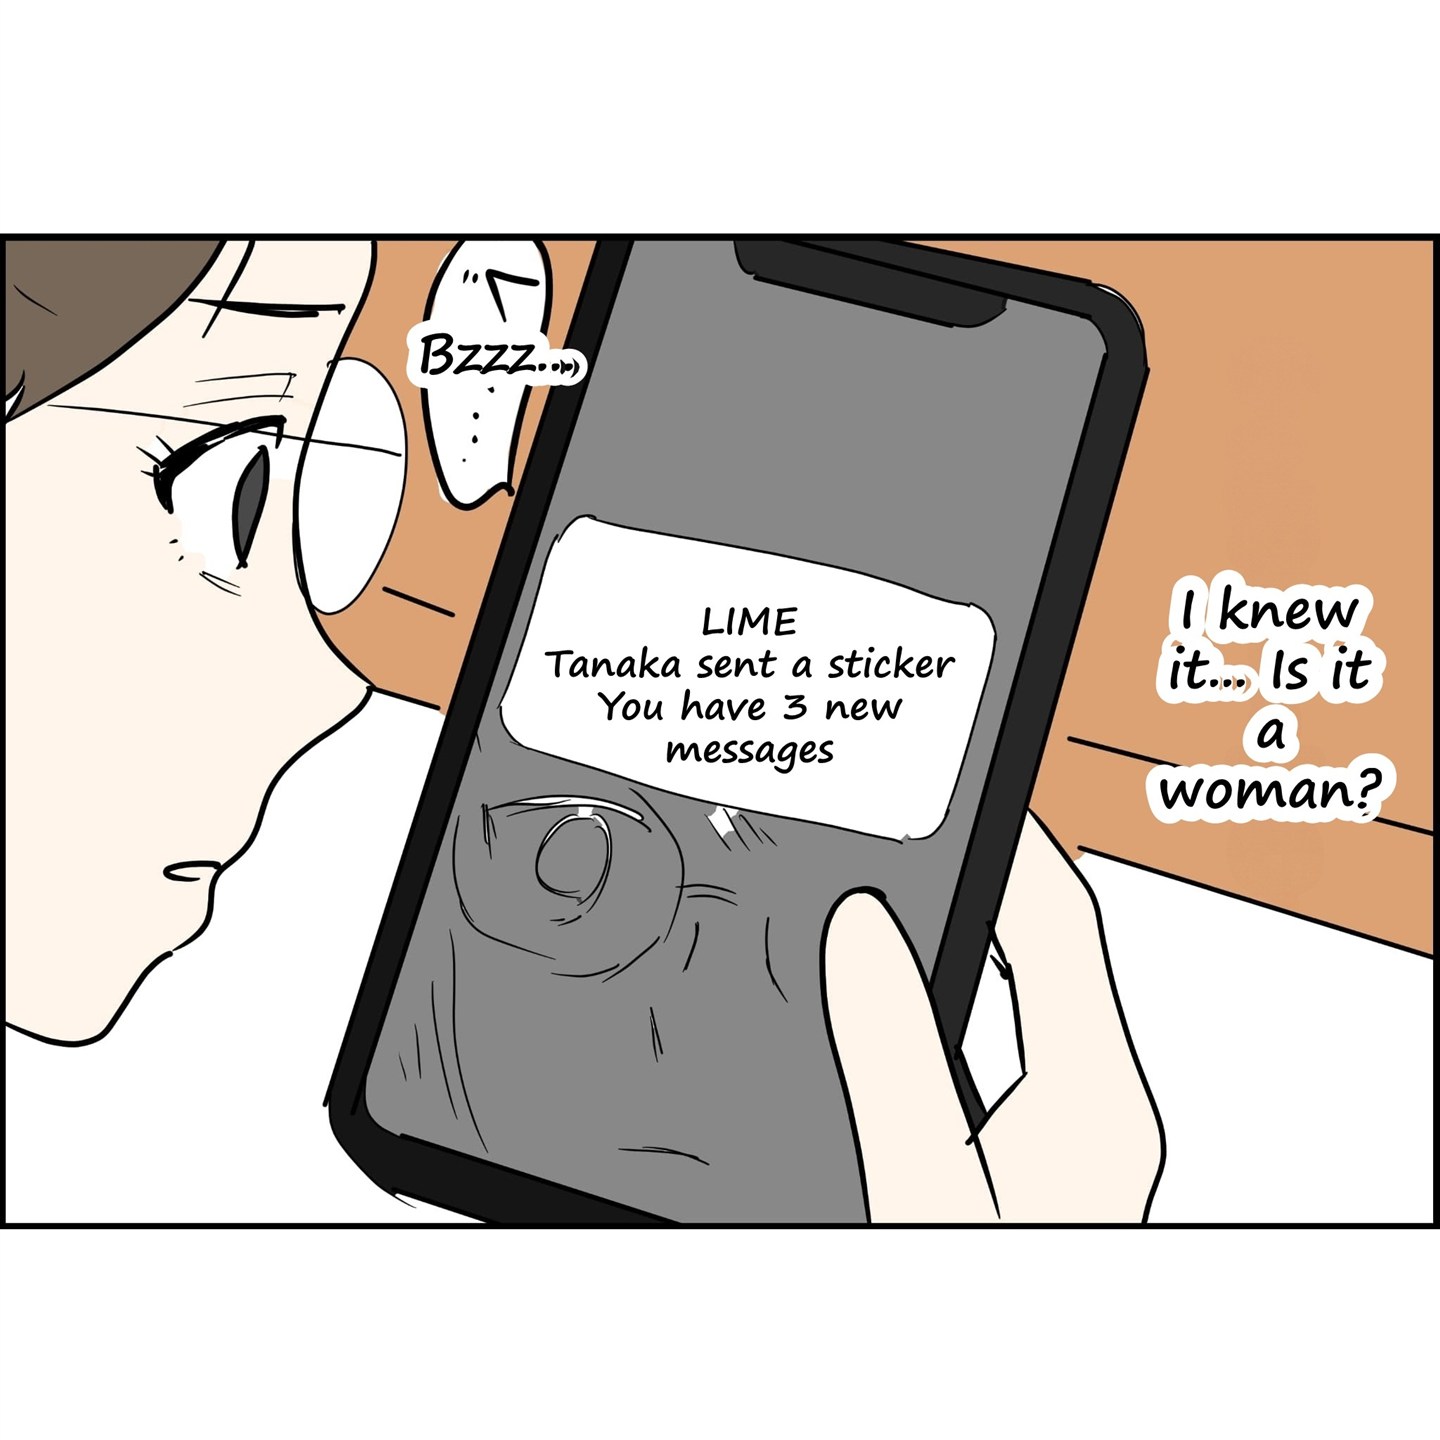 Bzzz...
LIME
Tanaka sent a sticker
You have 3 new
messages
I knew
it... Is it
a
woman?